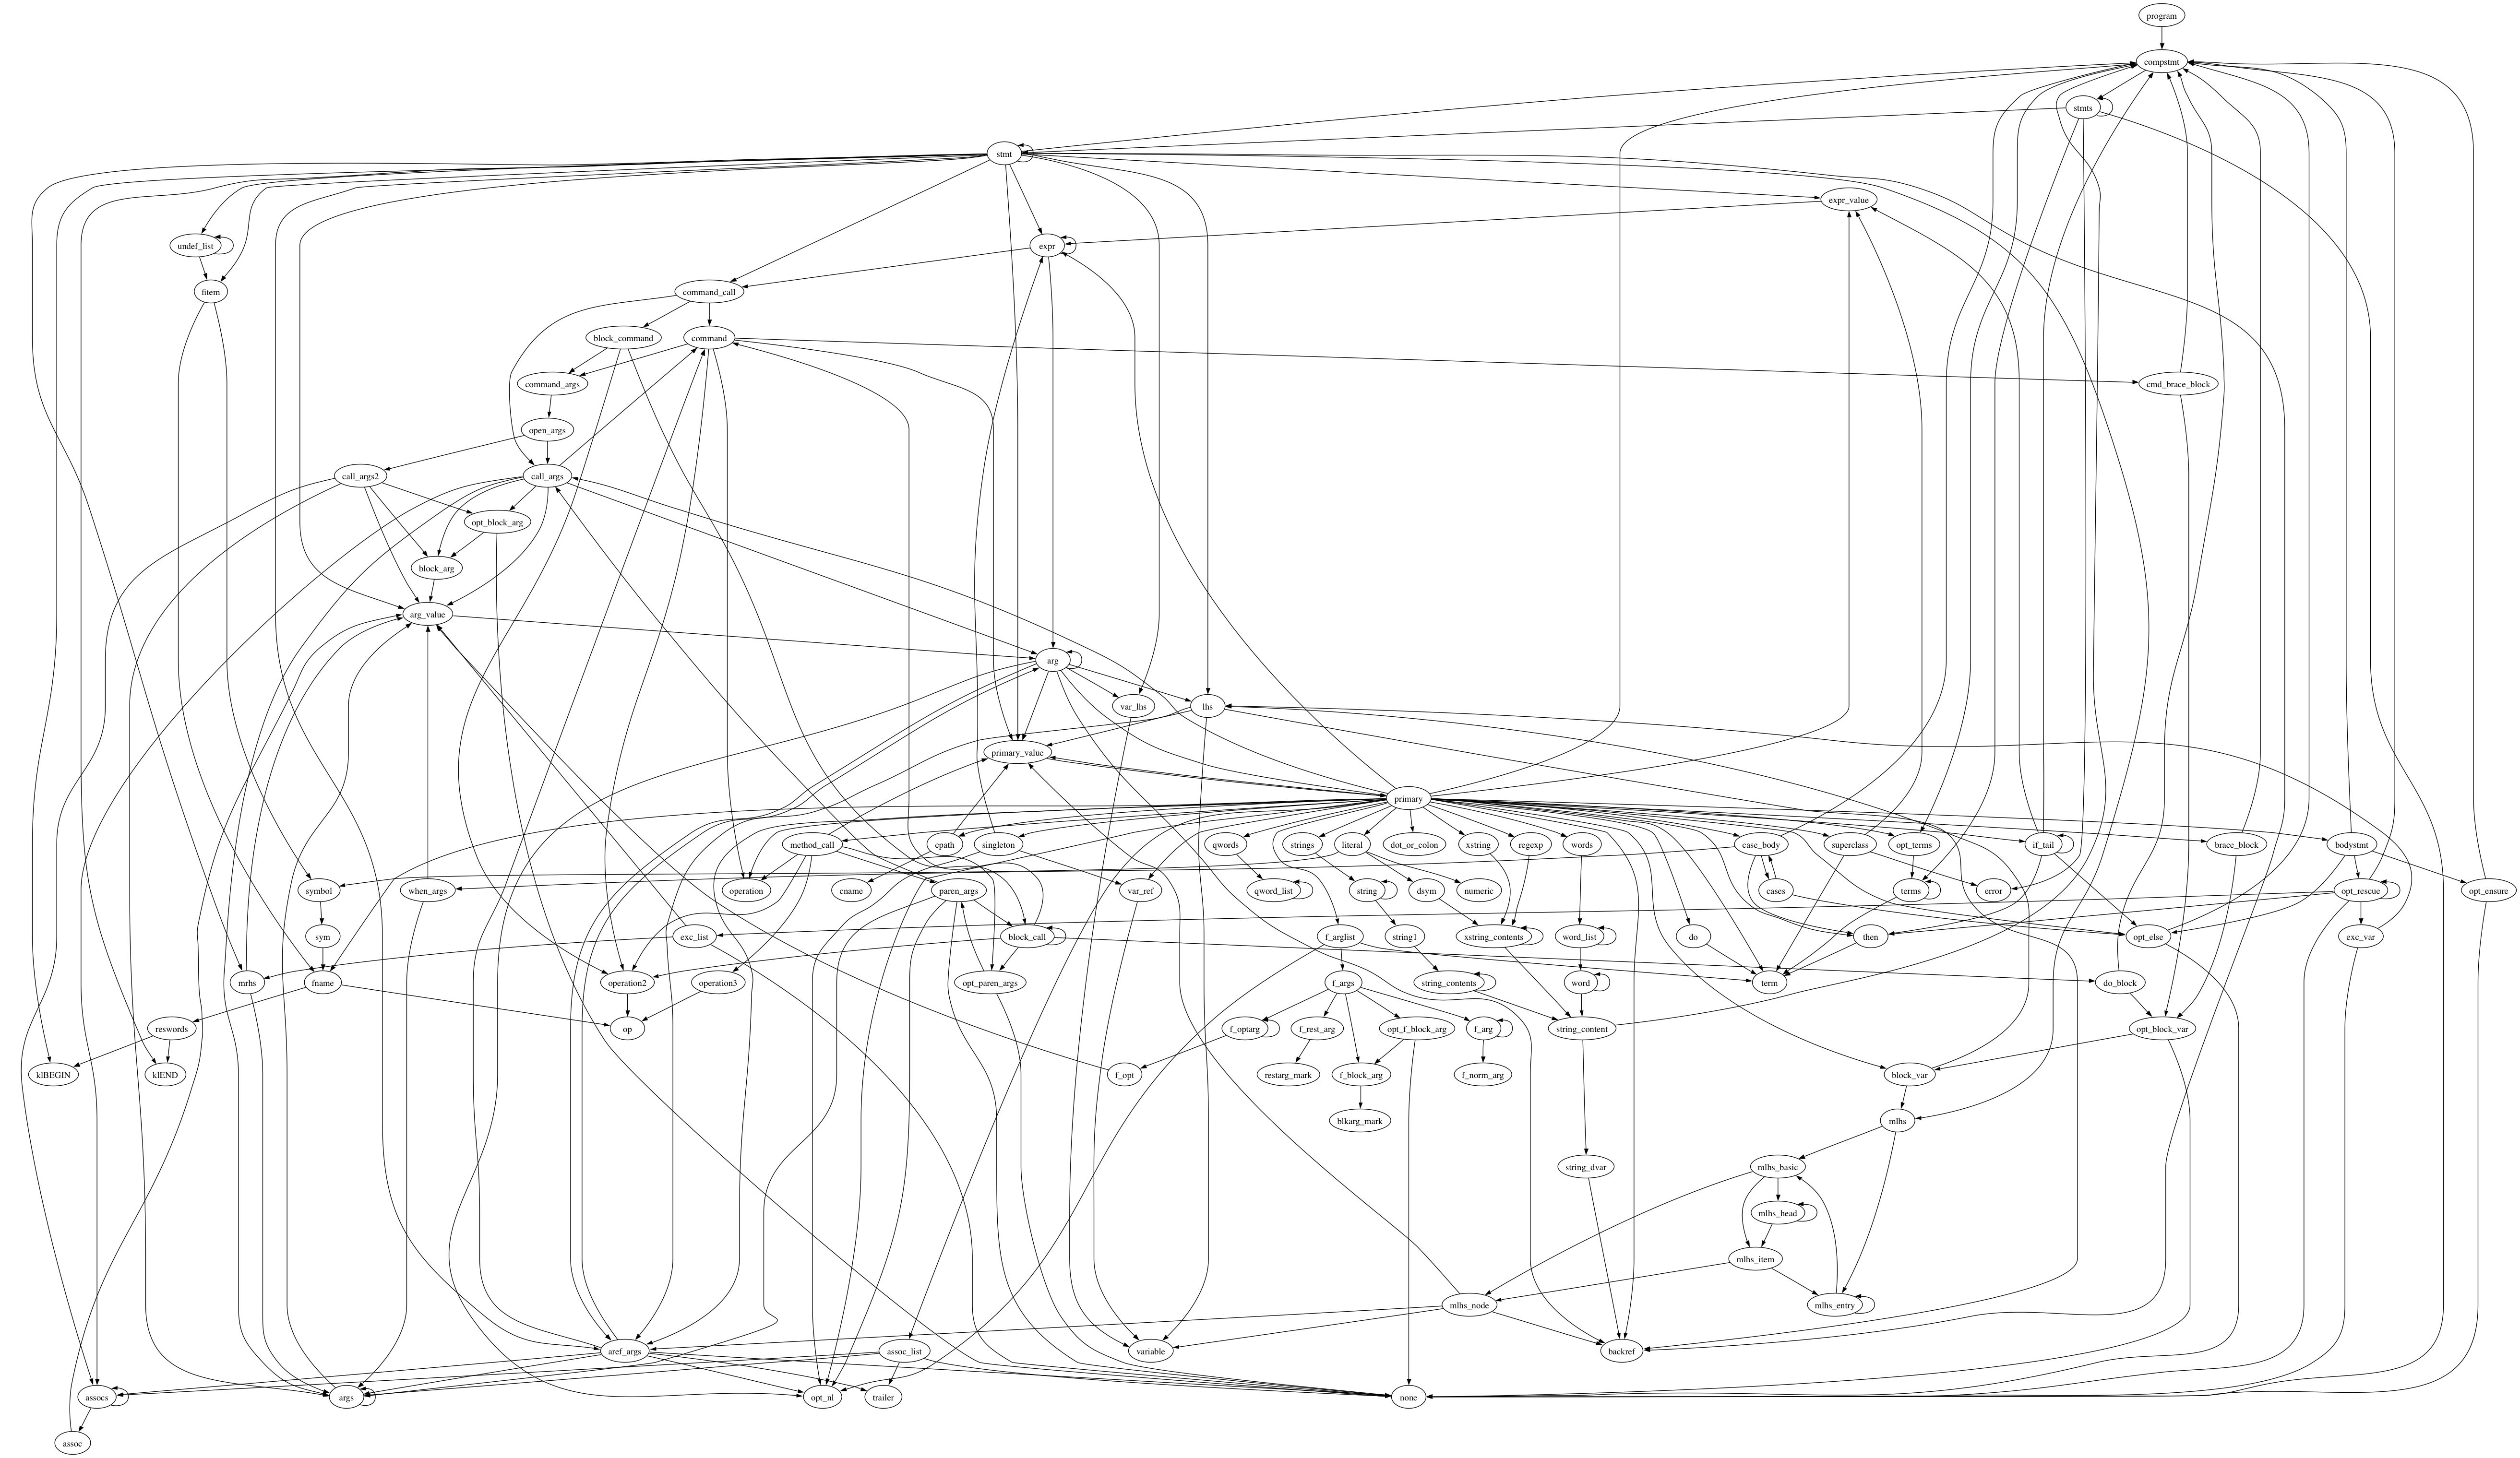 program
compstmt
stmts
stmt
expr_value
undef_list
expr
fitem
command_call
block_command
command
command_args
cmd_brace_block
open_args
call_args2
call_args
opt_block_arg
block_arg
arg_value
arg
var_lhs
lhs
primary_value
primary
method_call
cpath
singleton
qwords
strings
literal
dot_or_colon
xstring
regexp
words
case_body
superclass
opt_terms
if_tail
brace_block
bodystmt
symbol
when_args
operation
cname
paren_args
var_ref
qword_list
string
dsym
numeric
cases
terms
error
opt_rescue
opt_ensure
sym
exc_list
block_call
f_arglist
string1
xstring_contents
word_list
do
then
opt_else
exc_var
mrhs
fname
operation2
operation3
opt_paren_args
f_args
string_contents
word
term
do_block
reswords
op
f_optarg
f_rest_arg
opt_f_block_arg
f_arg
string_content
opt_block_var
klBEGIN
klEND
f_opt
restarg_mark
f_block_arg
f_norm_arg
block_var
blkarg_mark
mlhs
string_dvar
mlhs_basic
mlhs_head
mlhs_item
mlhs_node
mlhs_entry
aref_args
assoc_list
variable
backref
assocs
args
opt_nl
trailer
none
assoc